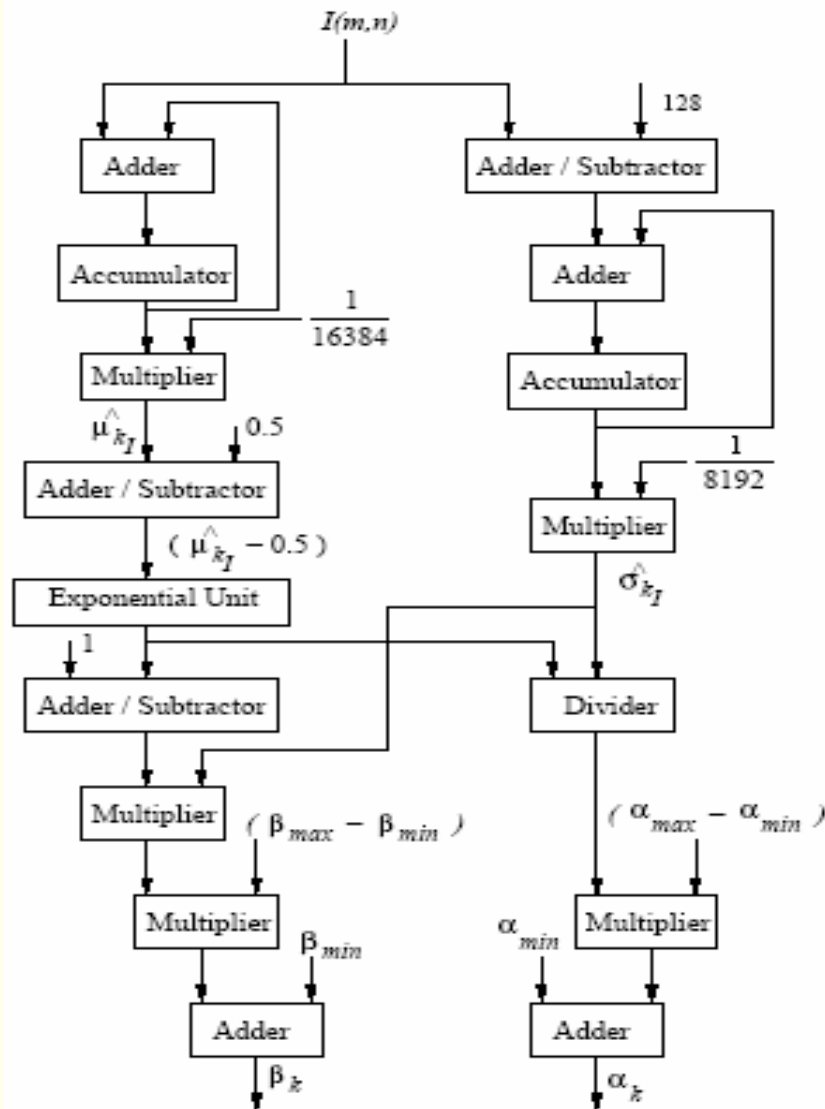 I(m,n)
128
Adder
Adder / Subtractor
Accumulator
Adder
1
16384
Multiplier
Accumulator
μ̂kI
0.5
1
8192
Adder / Subtractor
Multiplier
( μ̂kI – 0.5 )
σ̂kI
Exponential Unit
1
Adder / Subtractor
Divider
Multiplier
( βmax – βmin )
( αmax – αmin )
Multiplier
Multiplier
βmin
αmin
Adder
Adder
βk
αk